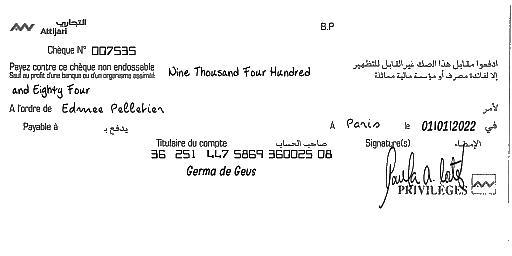 التجاري
Attijari
B.P
Chèque N° 007535
Payez contre ce chèque non endossable
Sauf au profit d'une banque ou d'un organisme assimilé
Nine Thousand Four Hundred
ادفعوا مقابل هذا الصك غير القابل للتظهير
إلا لفائدة مصرف أو مؤسسة مالية مماثلة
and Eighty Four
A l'ordre de Edmee Pelletier
لأمر
Payable à يدفع بـ
A Paris le 01/01/2022 في
Titulaire du compte صاحب الحساب
Signature(s) الإمضاء
36 251 447 5869 360025 08
Germa de Geus
Paula A.
PRIVILÈGES